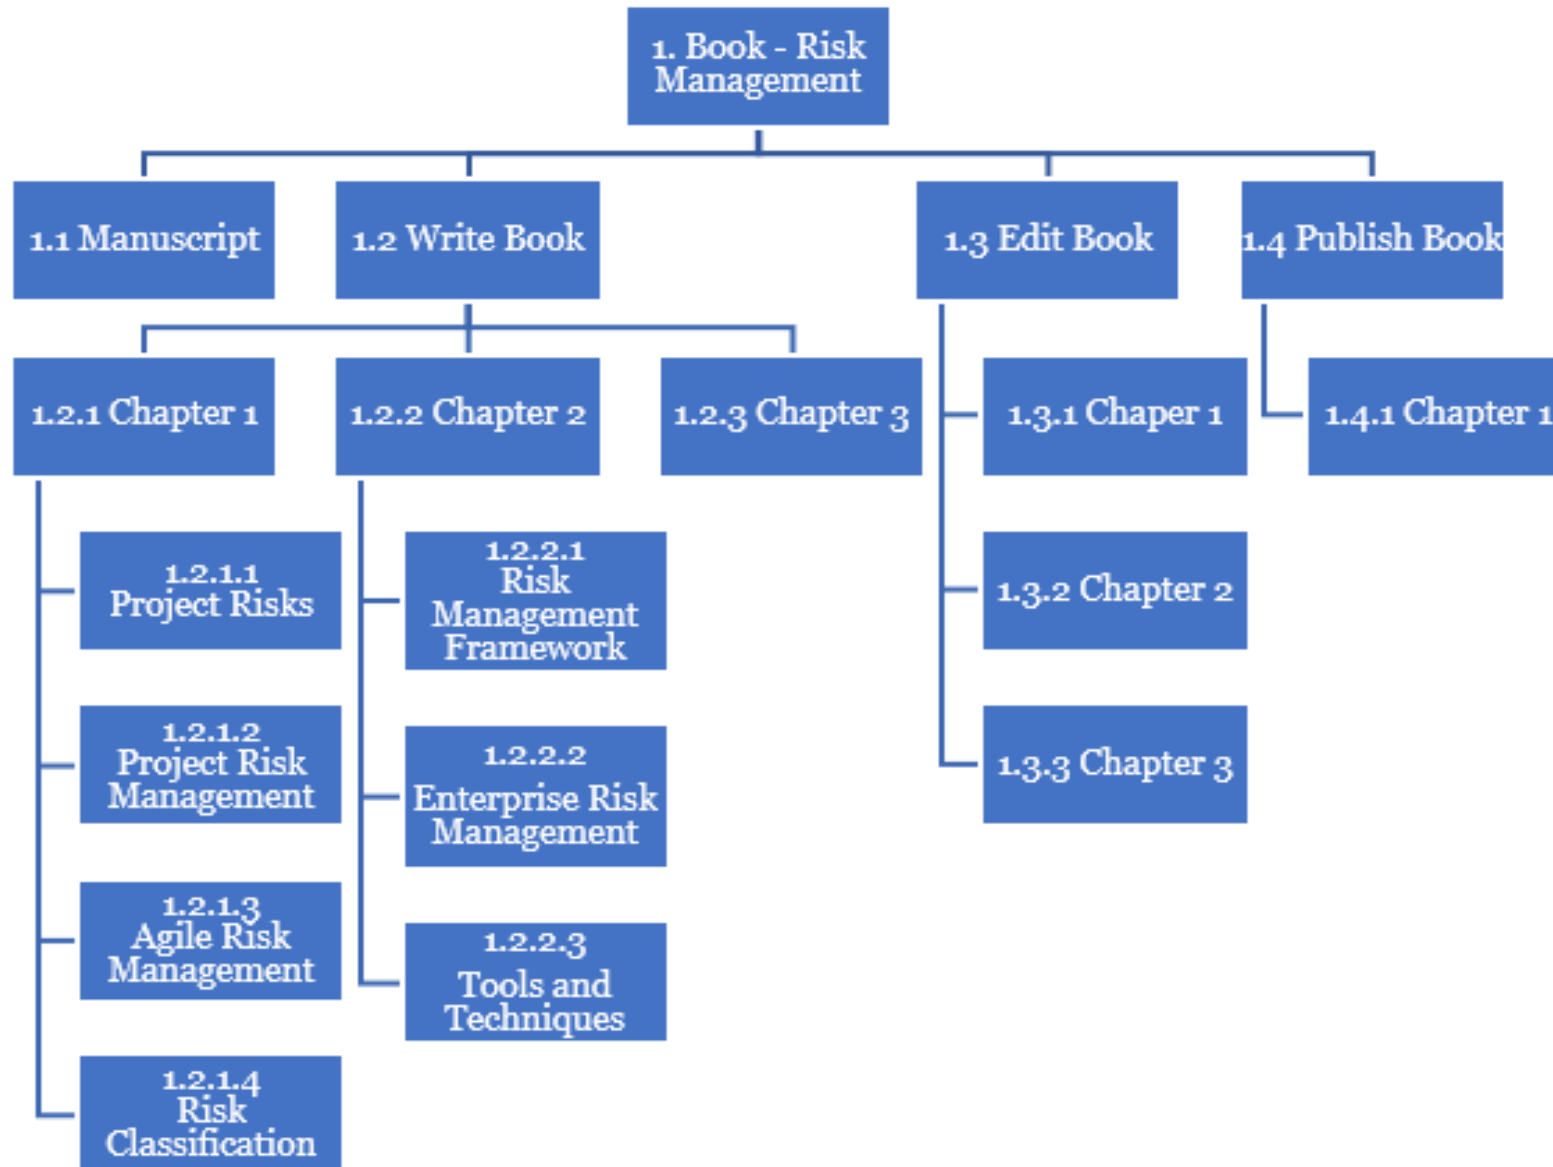 1. Book - Risk
Management
1.1 Manuscript
1.2 Write Book
1.3 Edit Book
1.4 Publish Book
1.2.1 Chapter 1
1.2.2 Chapter 2
1.2.3 Chapter 3
1.3.1 Chaper 1
1.4.1 Chapter 1
1.2.1.1
Project Risks
1.2.2.1
Risk
Management
Framework
1.3.2 Chapter 2
1.2.1.2
Project Risk
Management
1.2.2.2
Enterprise Risk
Management
1.3.3 Chapter 3
1.2.1.3
Agile Risk
Management
1.2.2.3
Tools and
Techniques
1.2.1.4
Risk
Classification